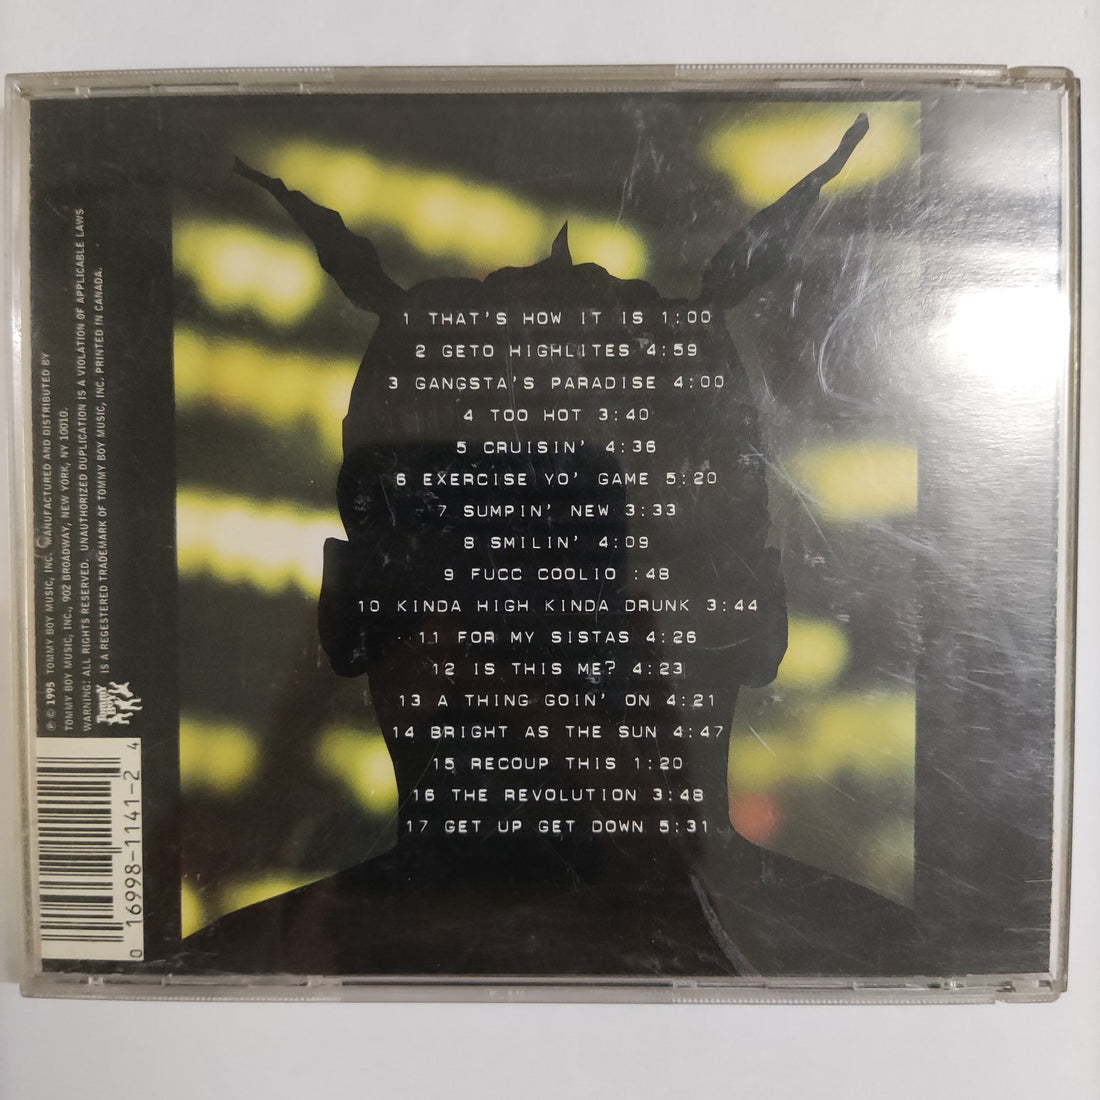 1 THAT'S HOW IT IS 1:00
2 GETO HIGHLITES 4:59
3 GANGSTA'S PARADISE 4:00
4 TOO HOT 3:40
5 CRUISIN' 4:36
6 EXERCISE YO' GAME 5:20
7 SUMPIN' NEW 3:33
8 SMILIN' 4:09
9 FUCC COOLIO :48
10 KINDA HIGH KINDA DRUNK 3:44
11 FOR MY SISTAS 4:26
12 IS THIS ME? 4:23
13 A THING GOIN' ON 4:21
14 BRIGHT AS THE SUN 4:47
15 RECOUP THIS 1:20
16 THE REVOLUTION 3:48
17 GET UP GET DOWN 5:31
℗ © 1995 TOMMY BOY MUSIC, INC. MANUFACTURED AND DISTRIBUTED BY
TOMMY BOY MUSIC, INC., 902 BROADWAY, NEW YORK, NY 10010.
WARNING: ALL RIGHTS RESERVED. UNAUTHORIZED DUPLICATION IS A VIOLATION OF APPLICABLE LAWS
IS A REGESTERED TRADEMARK OF TOMMY BOY MUSIC, INC. PRINTED IN CANADA.
Tommy Boy
0 16998-1141-2 4